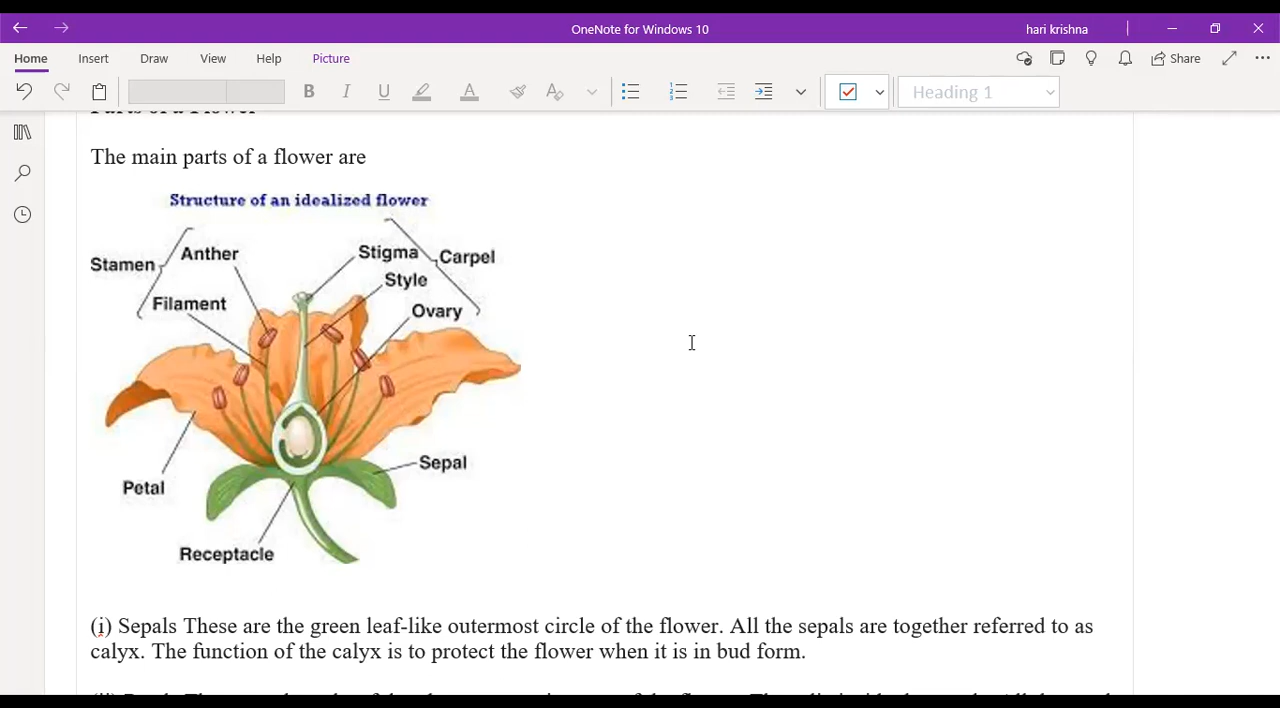 OneNote for Windows 10
hari krishna
Home Insert Draw View Help Picture
Share
B I U
Heading 1
Parts of a Flower
The main parts of a flower are
Structure of an idealized flower
Anther
Stigma
Stamen
Carpel
Style
Filament
Ovary
Sepal
Petal
Receptacle
(i) Sepals These are the green leaf-like outermost circle of the flower. All the sepals are together referred to as
calyx. The function of the calyx is to protect the flower when it is in bud form.